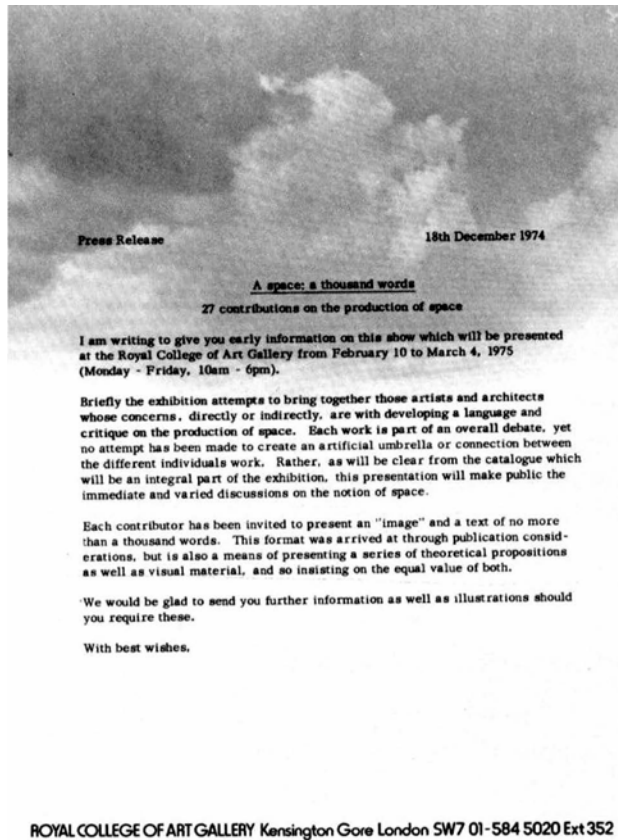 Press Release 18th December 1974
A space: a thousand words
27 contributions on the production of space
I am writing to give you early information on this show which will be presented
at the Royal College of Art Gallery from February 10 to March 4, 1975
(Monday - Friday, 10am - 6pm).
Briefly the exhibition attempts to bring together those artists and architects
whose concerns, directly or indirectly, are with developing a language and
critique on the production of space. Each work is part of an overall debate, yet
no attempt has been made to create an artificial umbrella or connection between
the different individuals work. Rather, as will be clear from the catalogue which
will be an integral part of the exhibition, this presentation will make public the
immediate and varied discussions on the notion of space.
Each contributor has been invited to present an "image" and a text of no more
than a thousand words. This format was arrived at through publication consid-
erations, but is also a means of presenting a series of theoretical propositions
as well as visual material, and so insisting on the equal value of both.
We would be glad to send you further information as well as illustrations should
you require these.
With best wishes,
ROYAL COLLEGE OF ART GALLERY Kensington Gore London SW7 01-584 5020 Ext 352